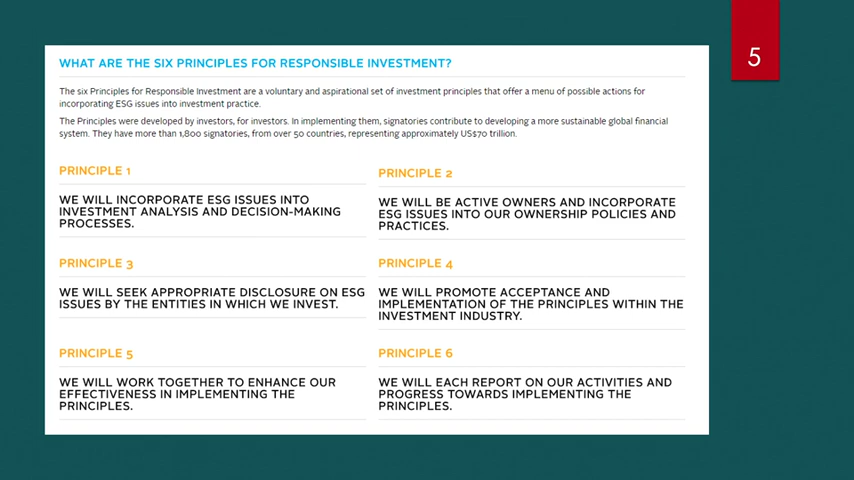 5
WHAT ARE THE SIX PRINCIPLES FOR RESPONSIBLE INVESTMENT?
The six Principles for Responsible Investment are a voluntary and aspirational set of investment principles that offer a menu of possible actions for
incorporating ESG issues into investment practice.
The Principles were developed by investors, for investors. In implementing them, signatories contribute to developing a more sustainable global financial
system. They have more than 1,800 signatories, from over 50 countries, representing approximately US$70 trillion.
PRINCIPLE 1
WE WILL INCORPORATE ESG ISSUES INTO
INVESTMENT ANALYSIS AND DECISION-MAKING
PROCESSES.
PRINCIPLE 2
WE WILL BE ACTIVE OWNERS AND INCORPORATE
ESG ISSUES INTO OUR OWNERSHIP POLICIES AND
PRACTICES.
PRINCIPLE 3
WE WILL SEEK APPROPRIATE DISCLOSURE ON ESG
ISSUES BY THE ENTITIES IN WHICH WE INVEST.
PRINCIPLE 4
WE WILL PROMOTE ACCEPTANCE AND
IMPLEMENTATION OF THE PRINCIPLES WITHIN THE
INVESTMENT INDUSTRY.
PRINCIPLE 5
WE WILL WORK TOGETHER TO ENHANCE OUR
EFFECTIVENESS IN IMPLEMENTING THE
PRINCIPLES.
PRINCIPLE 6
WE WILL EACH REPORT ON OUR ACTIVITIES AND
PROGRESS TOWARDS IMPLEMENTING THE
PRINCIPLES.